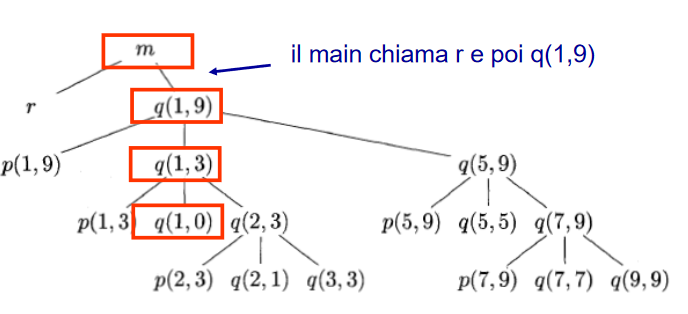 m
il main chiama r e poi q(1,9)
r
q(1,9)
p(1,9)
q(1,3)
q(5,9)
p(1,3 q(1,0) q(2,3) p(5,9) q(5,5) q(7,9)
p(2,3) q(2,1) q(3,3) p(7,9) q(7,7) q(9,9)